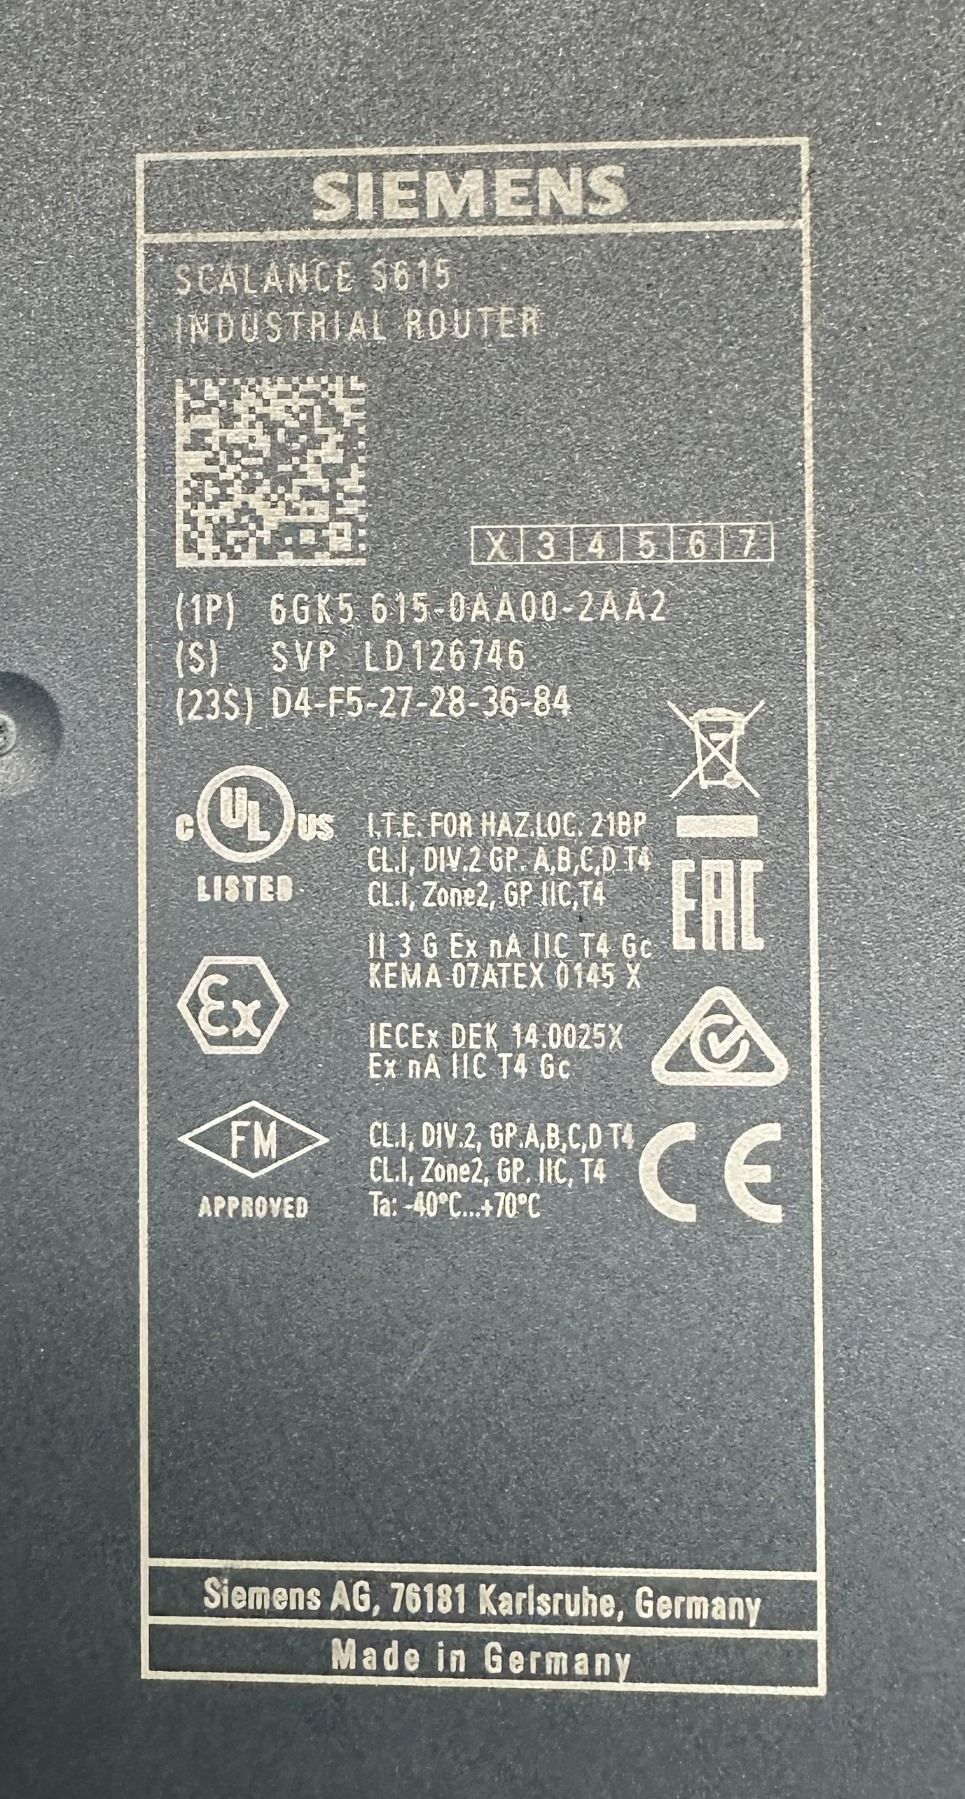 SIEMENS
SCALANCE S615
INDUSTRIAL ROUTER
X 3 4 5 6 7
(1P) 6GK5 615-0AA00-2AA2
(S) SVP LD126746
(23S) D4-F5-27-28-36-84
C UL US
LISTED
I.T.E. FOR HAZ.LOC. 21BP
CL.I, DIV.2 GP. A,B,C,D T4
CL.I, Zone2, GP.IIC,T4
EAC
II 3 G Ex nA IIC T4 Gc
KEMA 07ATEX 0145 X
Ex
IECEx DEK 14.0025X
Ex nA IIC T4 Gc
FM
APPROVED
CL.I, DIV.2, GP.A,B,C,D T4
CL.I, Zone2, GP. IIC, T4
Ta: -40°C...+70°C
CE
Siemens AG, 76181 Karlsruhe, Germany
Made in Germany